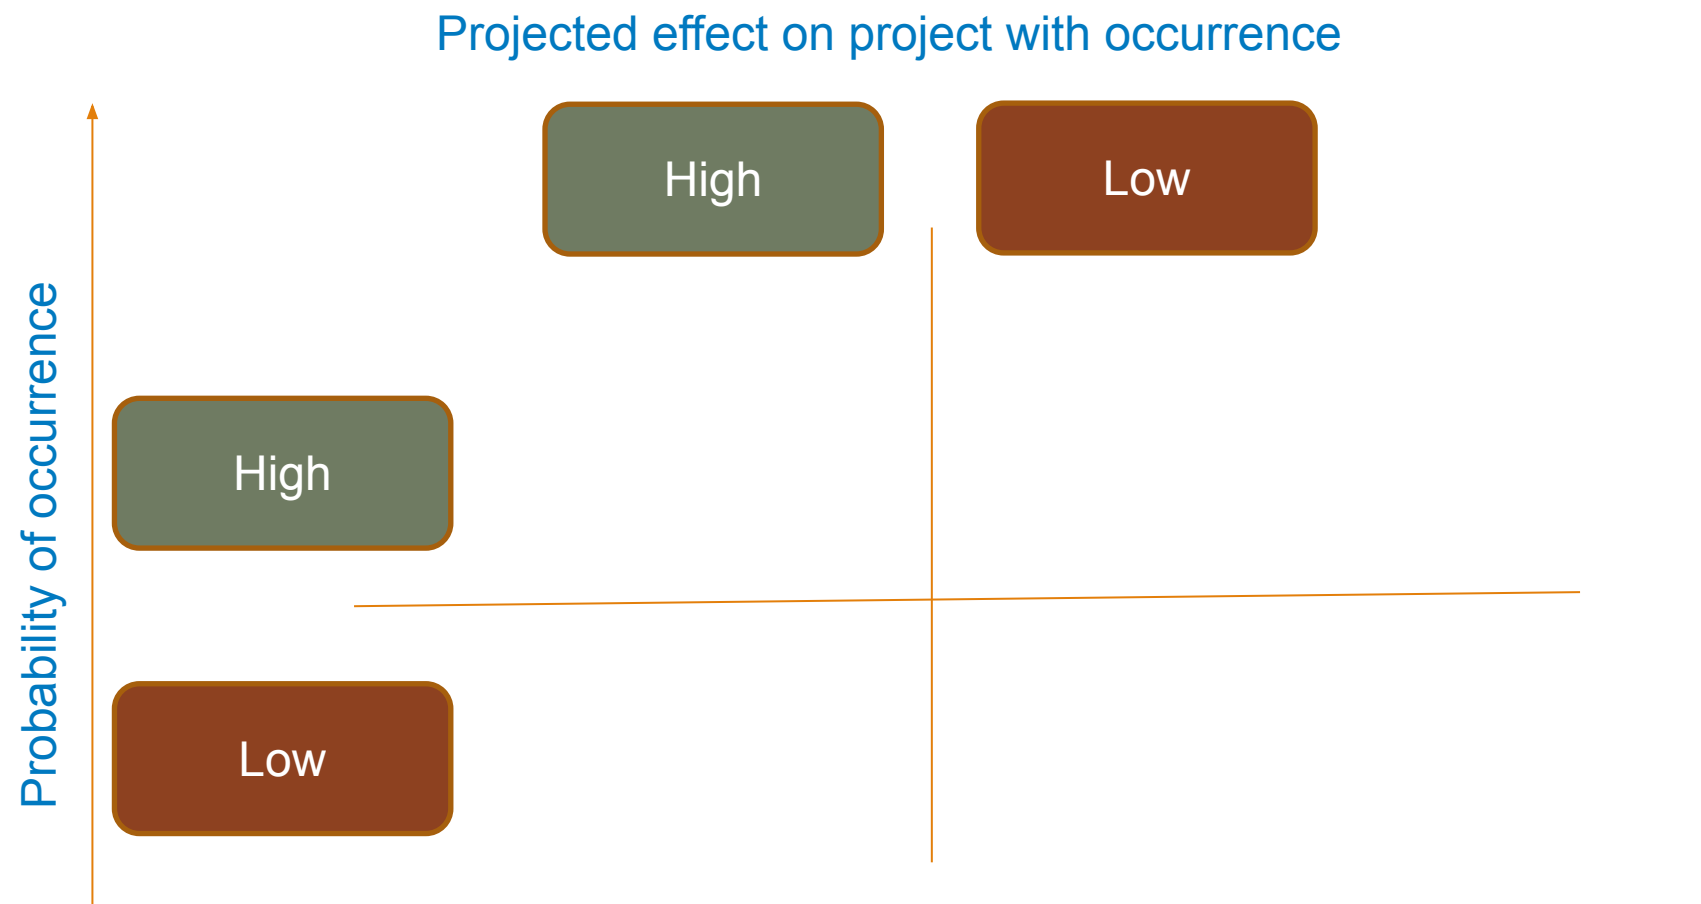 Projected effect on project with occurrence
High
Low
Probability of occurrence
High
Low